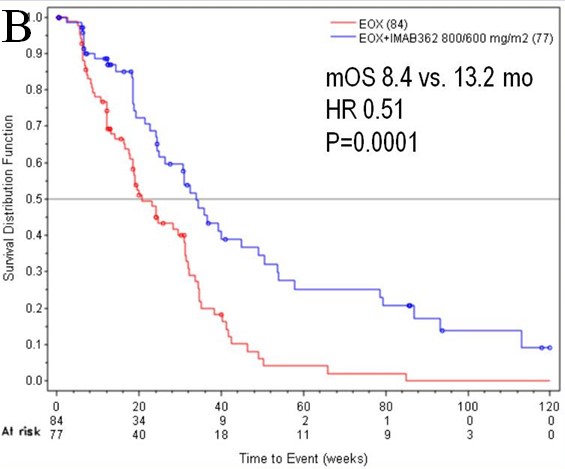 B
EOX (84)
EOX+IMAB362 800/600 mg/m2 (77)
mOS 8.4 vs. 13.2 mo
HR 0.51
P=0.0001
Survival Distribution Function
1.0
0.9
0.8
0.7
0.6
0.5
0.4
0.3
0.2
0.1
0.0
0 20 40 60 80 100 120
84 34 9 2 1 0 0
At risk
77 40 18 11 9 3 0
Time to Event (weeks)